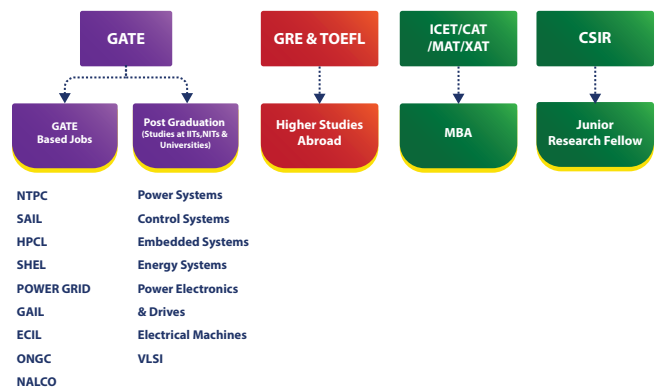 GATE
GRE & TOEFL
ICET/CAT
/MAT/XAT
CSIR
GATE
Based Jobs
Post Graduation
(Studies at IITs,NITs &
Universities)
Higher Studies
Abroad
MBA
Junior
Research Fellow
NTPC
SAIL
HPCL
SHEL
POWER GRID
GAIL
ECIL
ONGC
NALCO
Power Systems
Control Systems
Embedded Systems
Energy Systems
Power Electronics
& Drives
Electrical Machines
VLSI